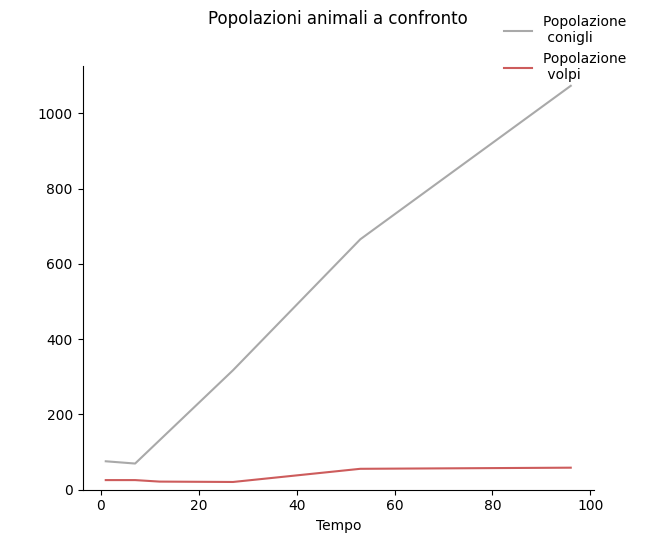 Popolazioni animali a confronto
Popolazione
conigli
Popolazione
volpi
1000
800
600
400
200
0
0 20 40 60 80 100
Tempo